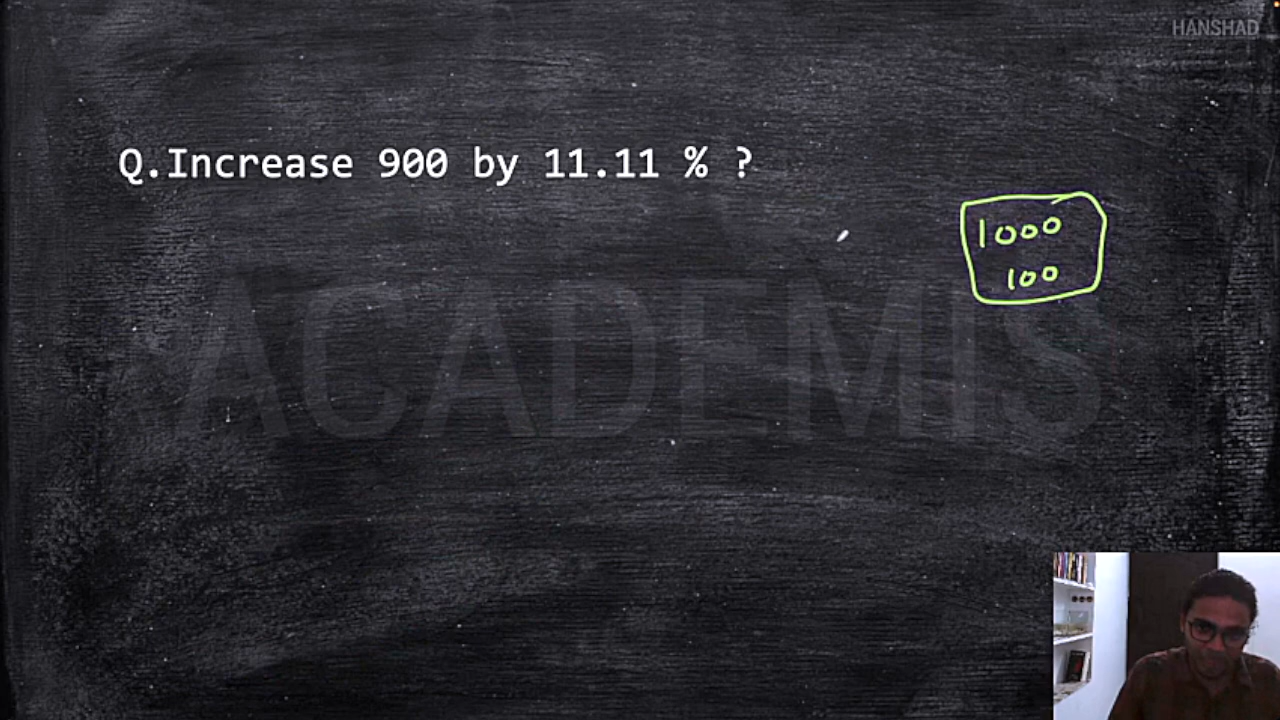 HANSHAD
Q.Increase 900 by 11.11 % ?
1000
100
ACADEMIS